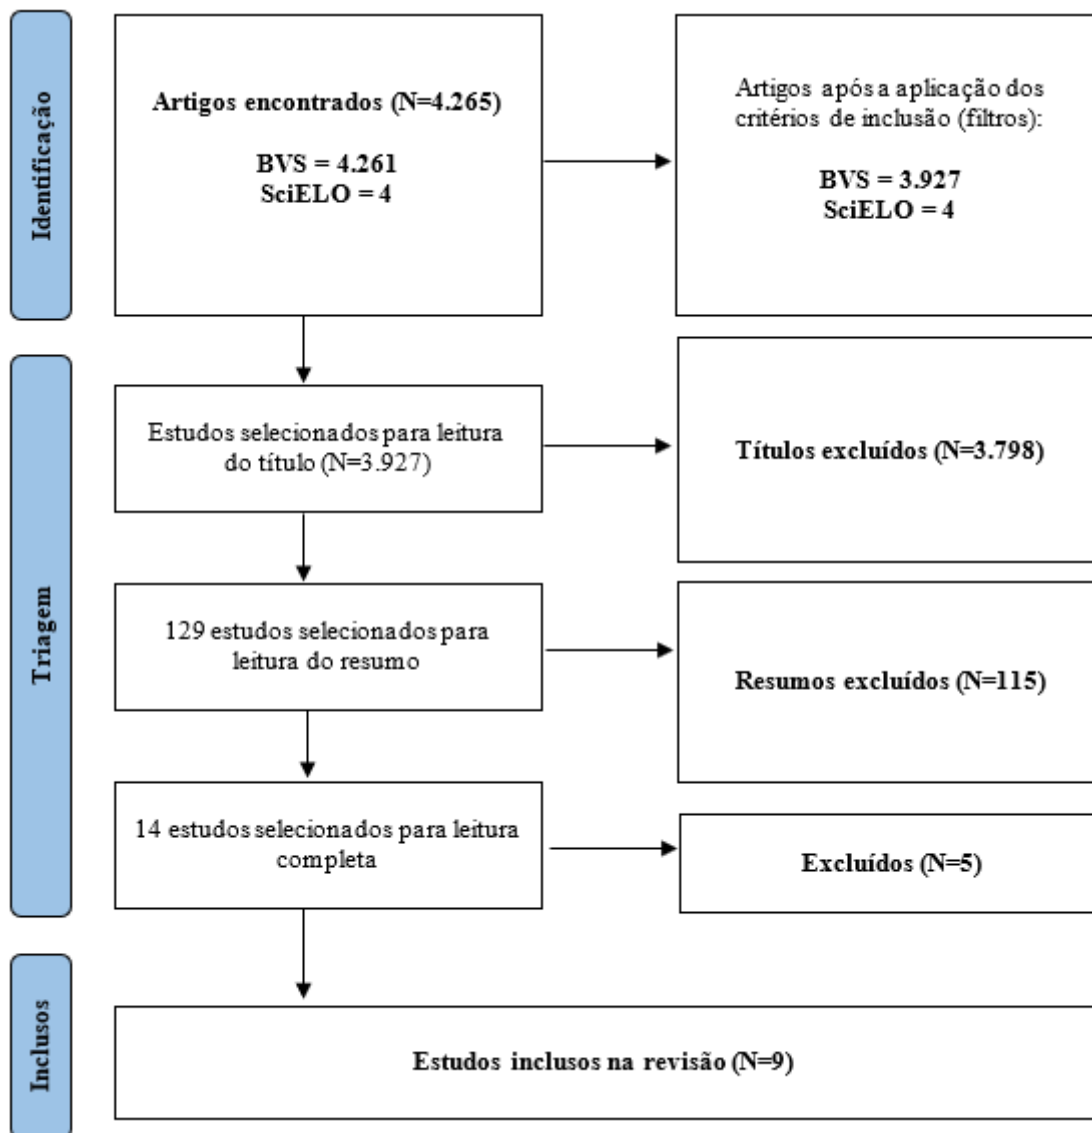 Identificação
Artigos encontrados (N=4.265)
BVS = 4.261
SciELO = 4
Artigos após a aplicação dos
critérios de inclusão (filtros):
BVS = 3.927
SciELO = 4
Triagem
Estudos selecionados para leitura
do título (N=3.927)
Títulos excluídos (N=3.798)
129 estudos selecionados para
leitura do resumo
Resumos excluídos (N=115)
14 estudos selecionados para leitura
completa
Excluídos (N=5)
Inclusos
Estudos inclusos na revisão (N=9)